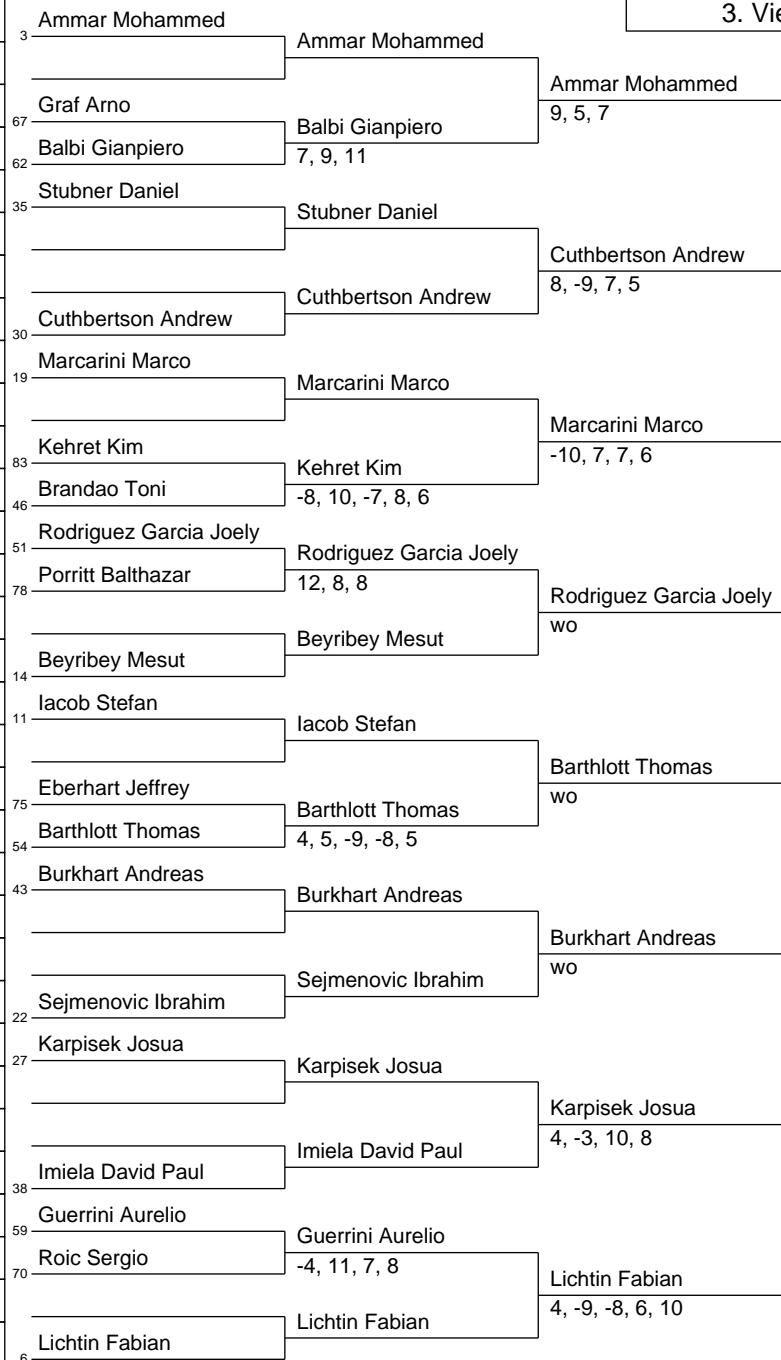 3. Vie
Ammar Mohammed
3
Ammar Mohammed
Ammar Mohammed
9, 5, 7
Graf Arno
67
Balbi Gianpiero
7, 9, 11
Balbi Gianpiero
62
Stubner Daniel
35
Stubner Daniel
Cuthbertson Andrew
8, -9, 7, 5
Cuthbertson Andrew
Cuthbertson Andrew
30
Marcarini Marco
19
Marcarini Marco
Marcarini Marco
-10, 7, 7, 6
Kehret Kim
83
Kehret Kim
-8, 10, -7, 8, 6
Brandao Toni
46
Rodriguez Garcia Joely
51
Rodriguez Garcia Joely
12, 8, 8
Porritt Balthazar
78
Rodriguez Garcia Joely
wo
Beyribey Mesut
Beyribey Mesut
14
Iacob Stefan
11
Iacob Stefan
Barthlott Thomas
wo
Eberhart Jeffrey
75
Barthlott Thomas
4, 5, -9, -8, 5
Barthlott Thomas
54
Burkhart Andreas
43
Burkhart Andreas
Burkhart Andreas
wo
Sejmenovic Ibrahim
Sejmenovic Ibrahim
22
Karpisek Josua
27
Karpisek Josua
Karpisek Josua
4, -3, 10, 8
Imiela David Paul
Imiela David Paul
38
Guerrini Aurelio
59
Guerrini Aurelio
-4, 11, 7, 8
Roic Sergio
70
Lichtin Fabian
4, -9, -8, 6, 10
Lichtin Fabian
Lichtin Fabian
6